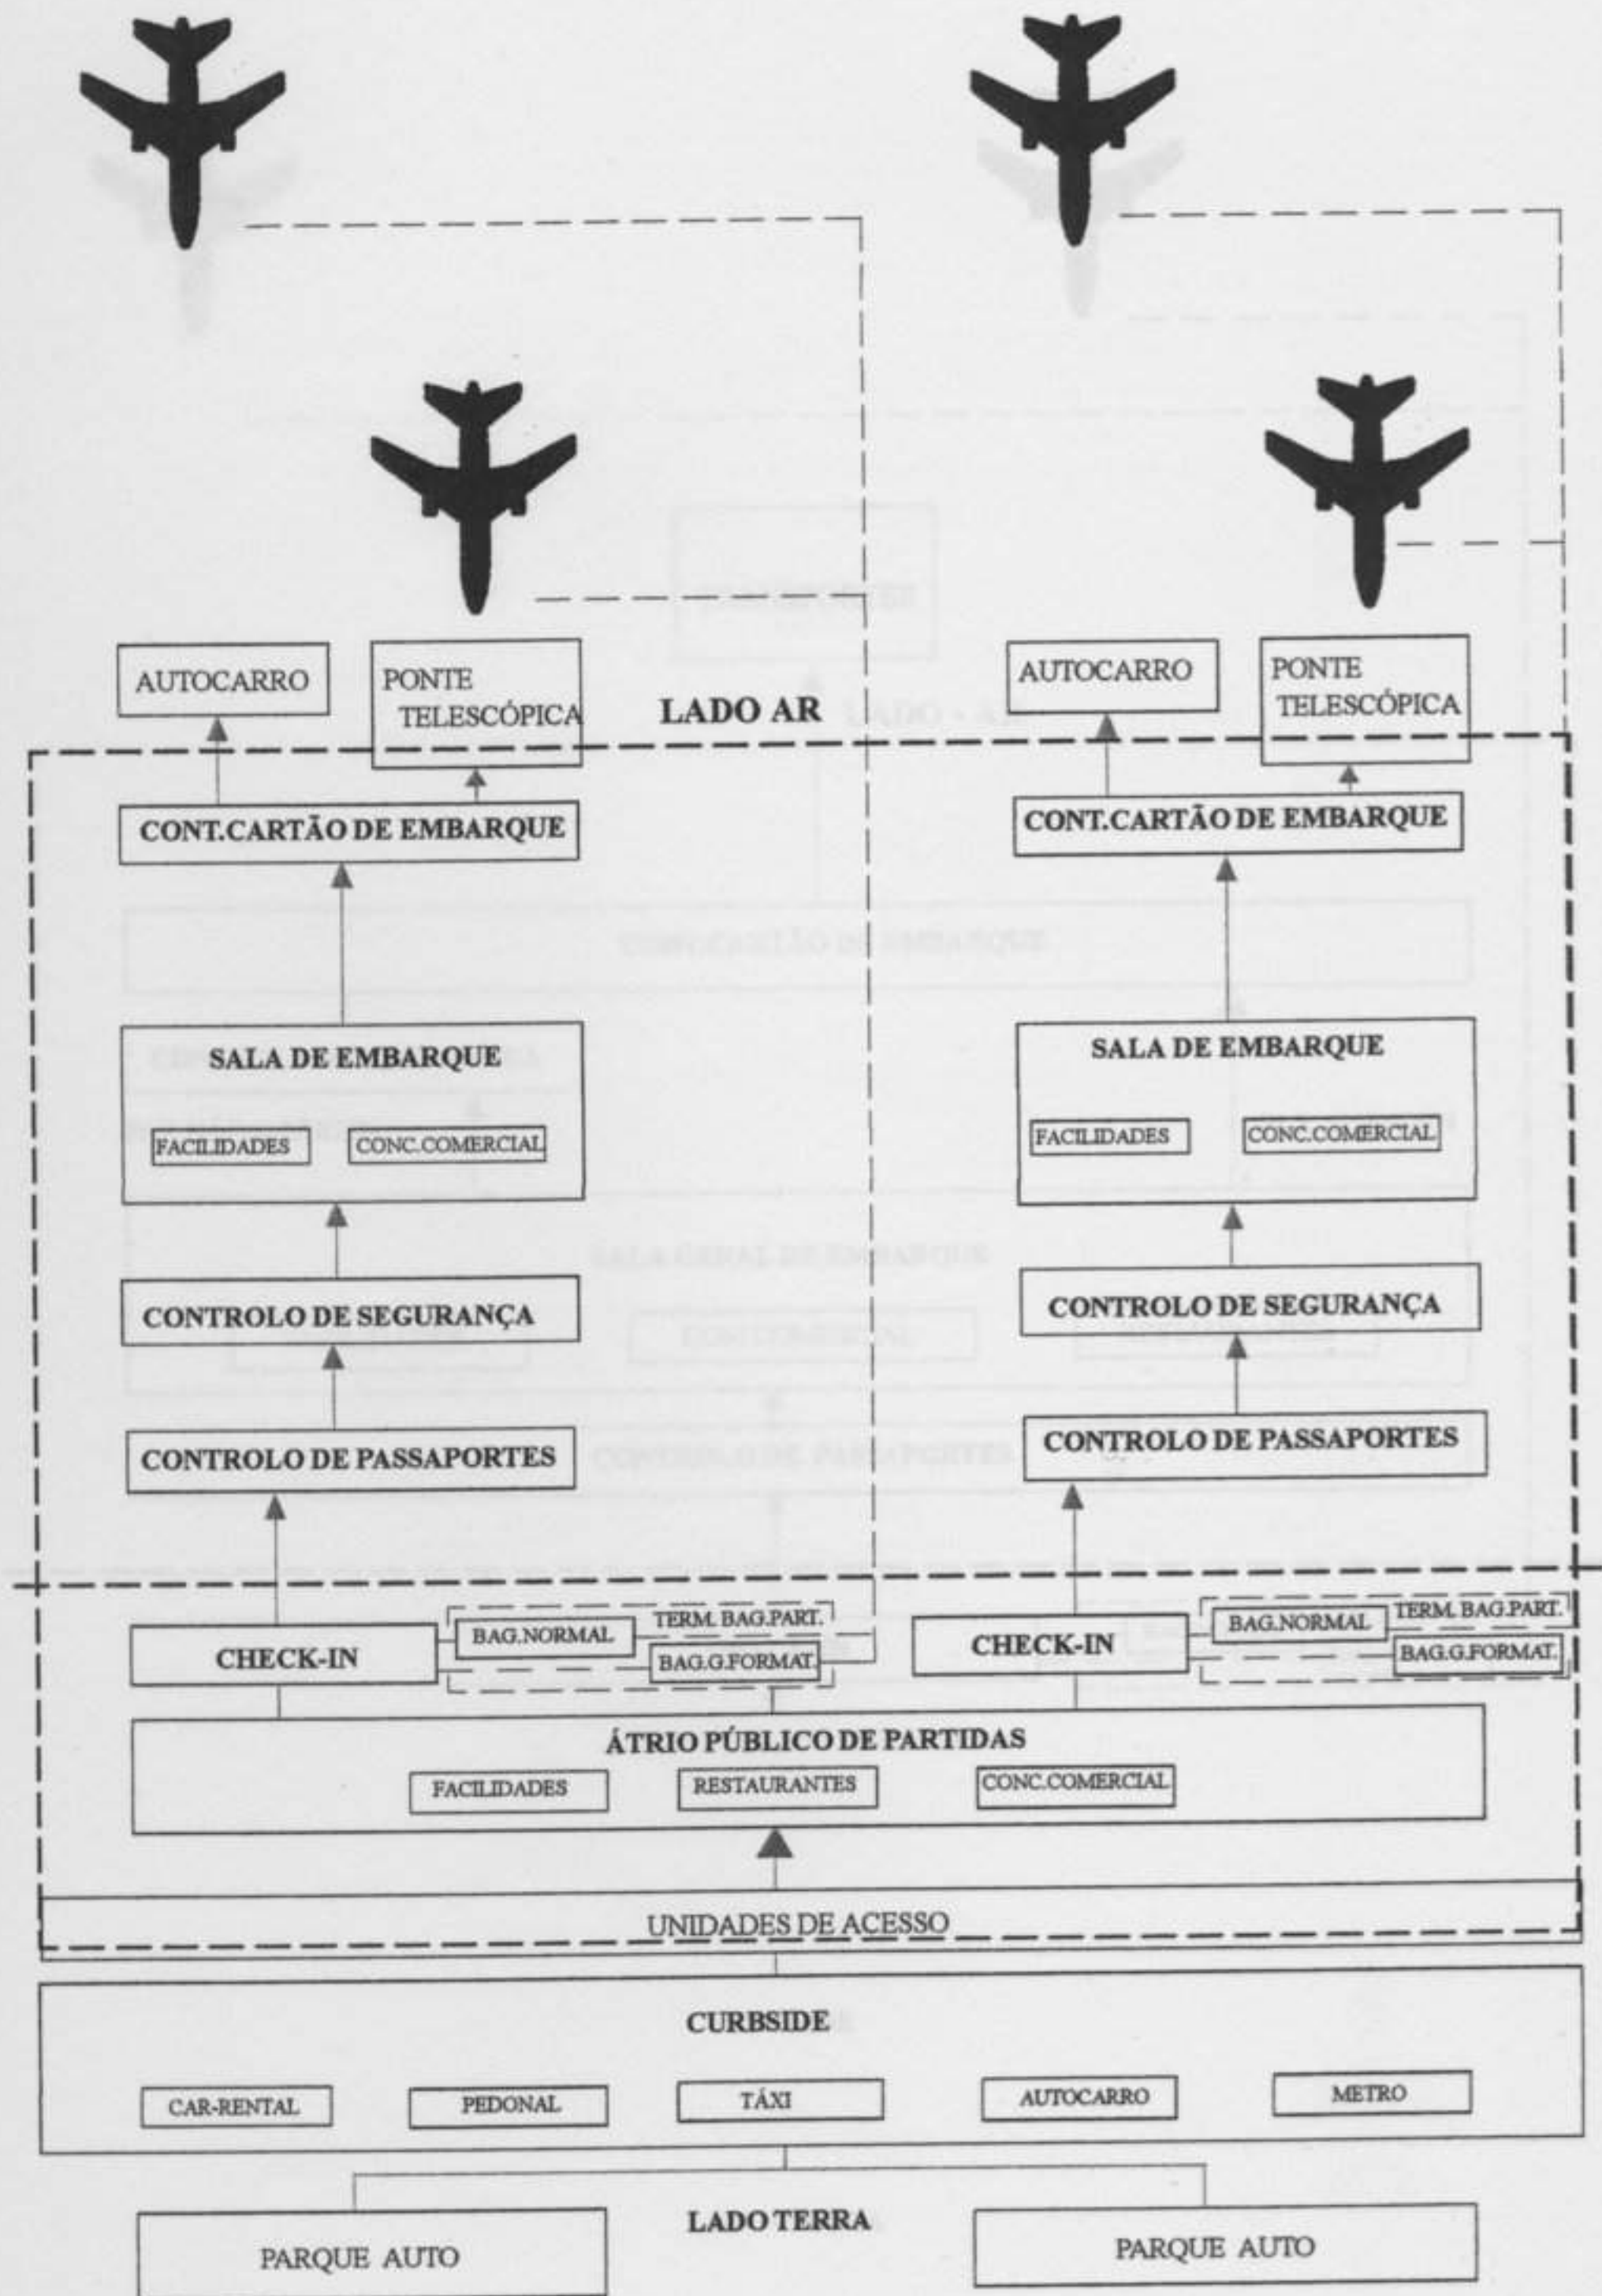 AUTOCARRO
PONTE
TELESCÓPICA
LADO AR
AUTOCARRO
PONTE
TELESCÓPICA
CONT.CARTÃO DE EMBARQUE
CONT.CARTÃO DE EMBARQUE
SALA DE EMBARQUE
SALA DE EMBARQUE
FACILIDADES
CONC.COMERCIAL
FACILIDADES
CONC.COMERCIAL
CONTROLO DE SEGURANÇA
CONTROLO DE SEGURANÇA
CONTROLO DE PASSAPORTES
CONTROLO DE PASSAPORTES
CHECK-IN
BAG.NORMAL
TERM. BAG.PART.
BAG.G.FORMAT.
CHECK-IN
BAG.NORMAL
TERM. BAG.PART.
BAG.G.FORMAT.
ÁTRIO PÚBLICO DE PARTIDAS
FACILIDADES
RESTAURANTES
CONC.COMERCIAL
UNIDADES DE ACESSO
CURBSIDE
CAR-RENTAL
PEDONAL
TÁXI
AUTOCARRO
METRO
LADO TERRA
PARQUE AUTO
PARQUE AUTO